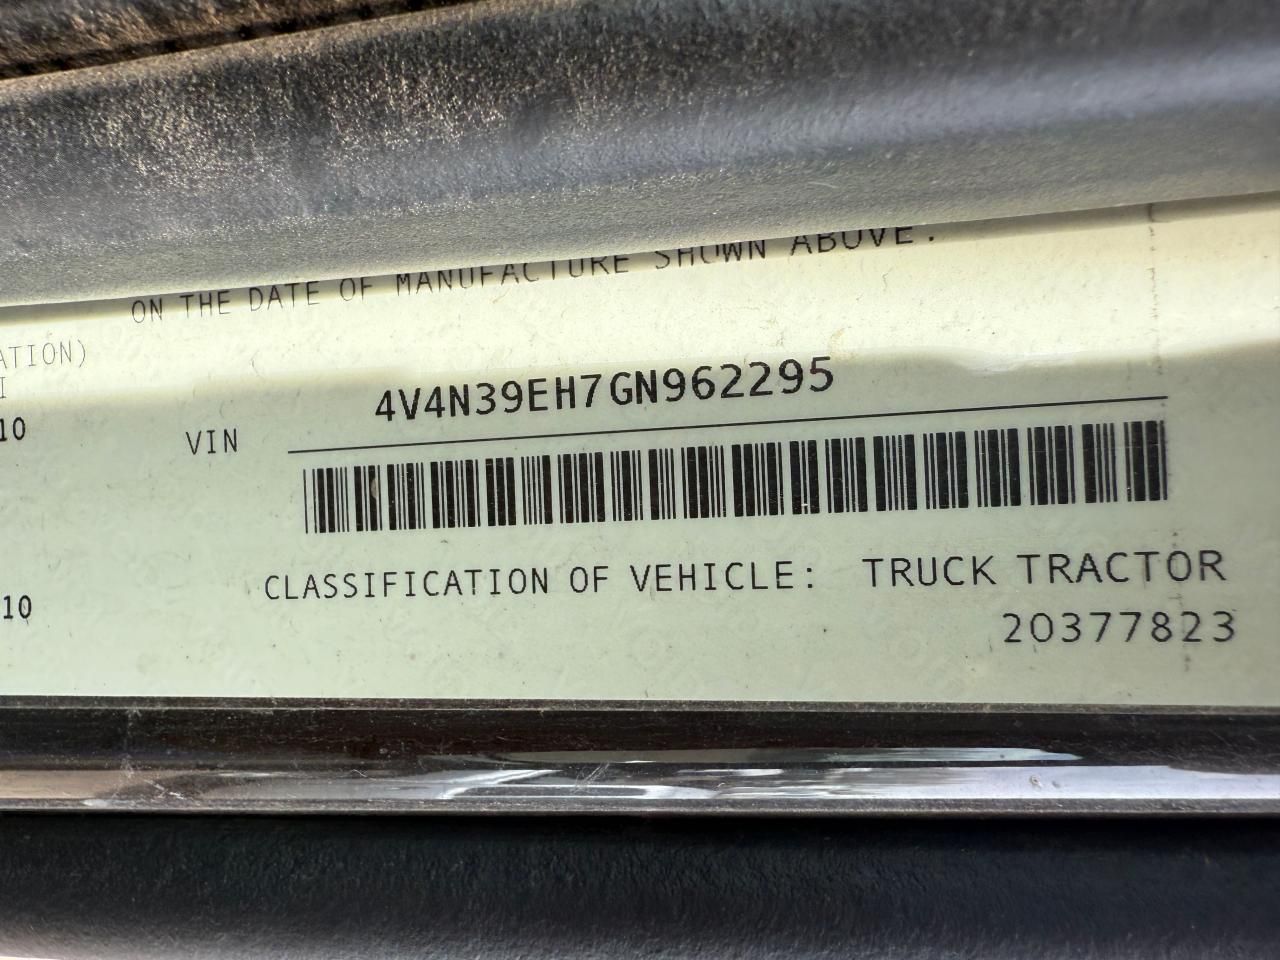 ON THE DATE OF MANUFACTURE SHOWN ABOVE.
ATION)
I
10
4V4N39EH7GN962295
VIN
CLASSIFICATION OF VEHICLE: TRUCK TRACTOR
10
20377823